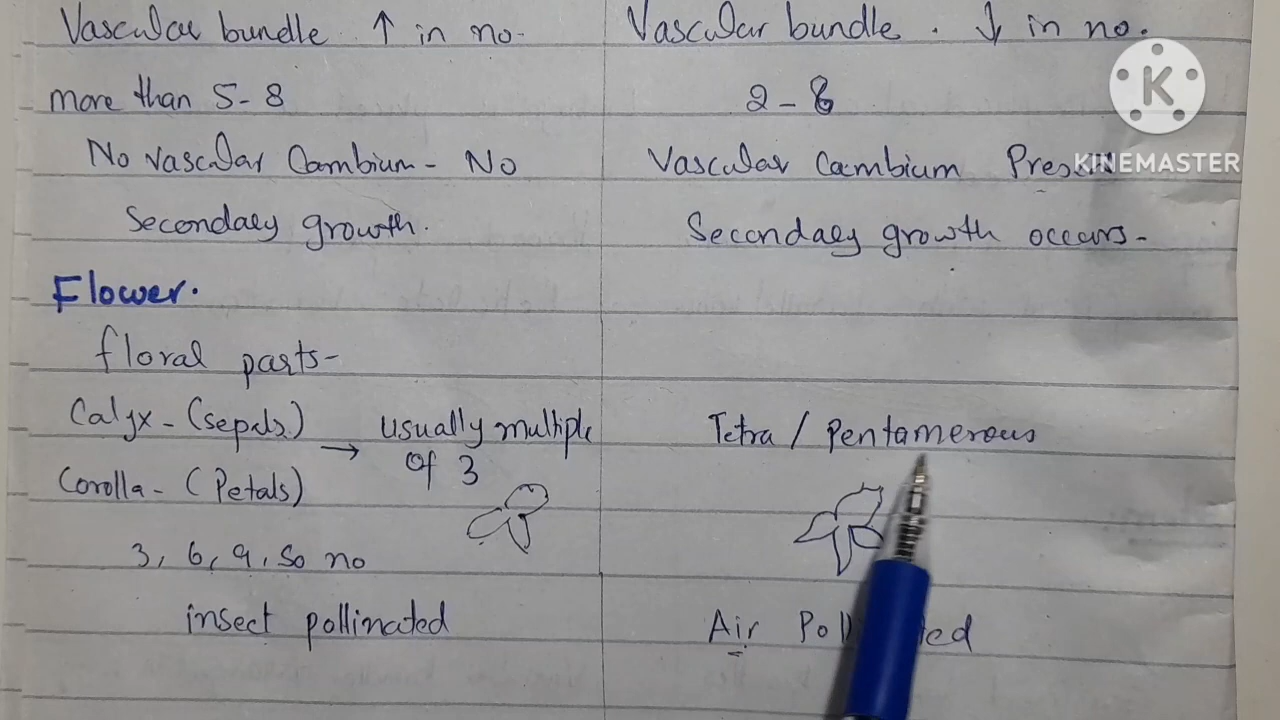 Vascular bundle ↑ in no.
Vascular bundle. ↓ in no.
more than 5-8
2-6
No vascular Cambium - No
Secondary growth.
Vascular Cambium
Secondary growth occurs-
Flower.
floral parts-
Calyx - (sepals) → usually multiple
of 3
Corolla - (Petals)
3, 6, 9, so no
insect pollinated
Tetra / Pentamerous
Air
K
KINEMASTER